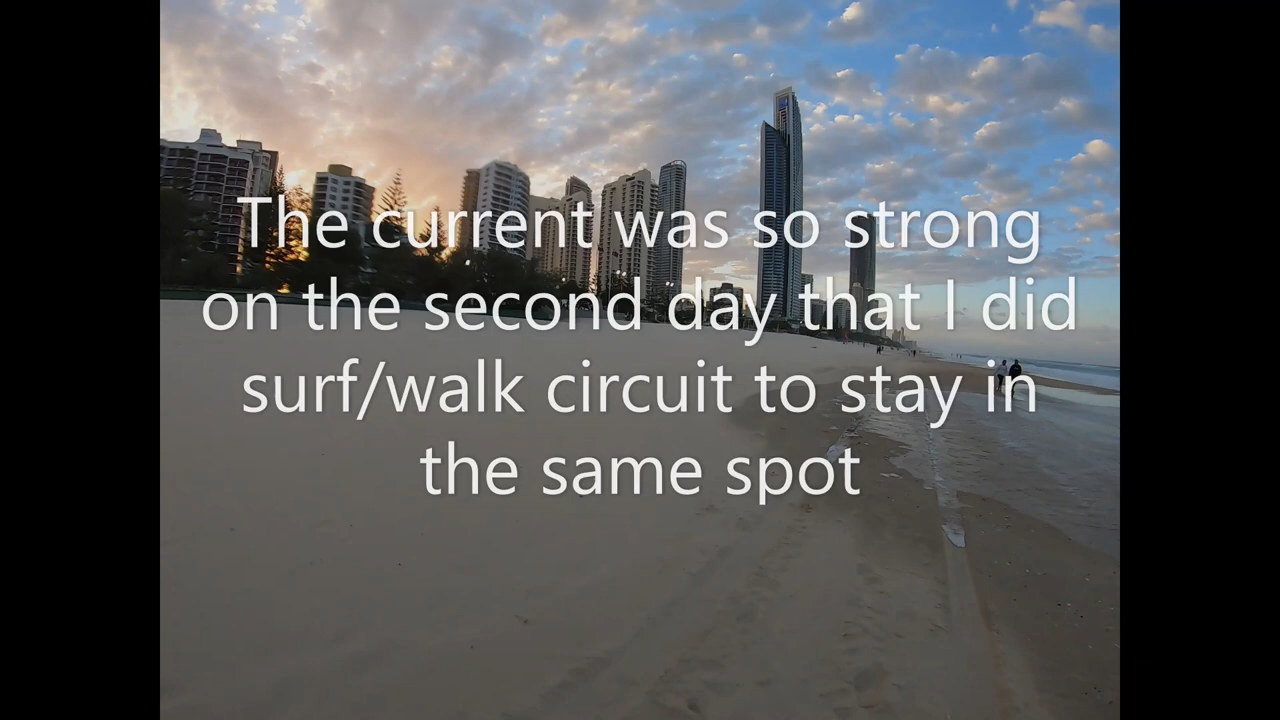 The current was so strong
on the second day that I did
surf/walk circuit to stay in
the same spot